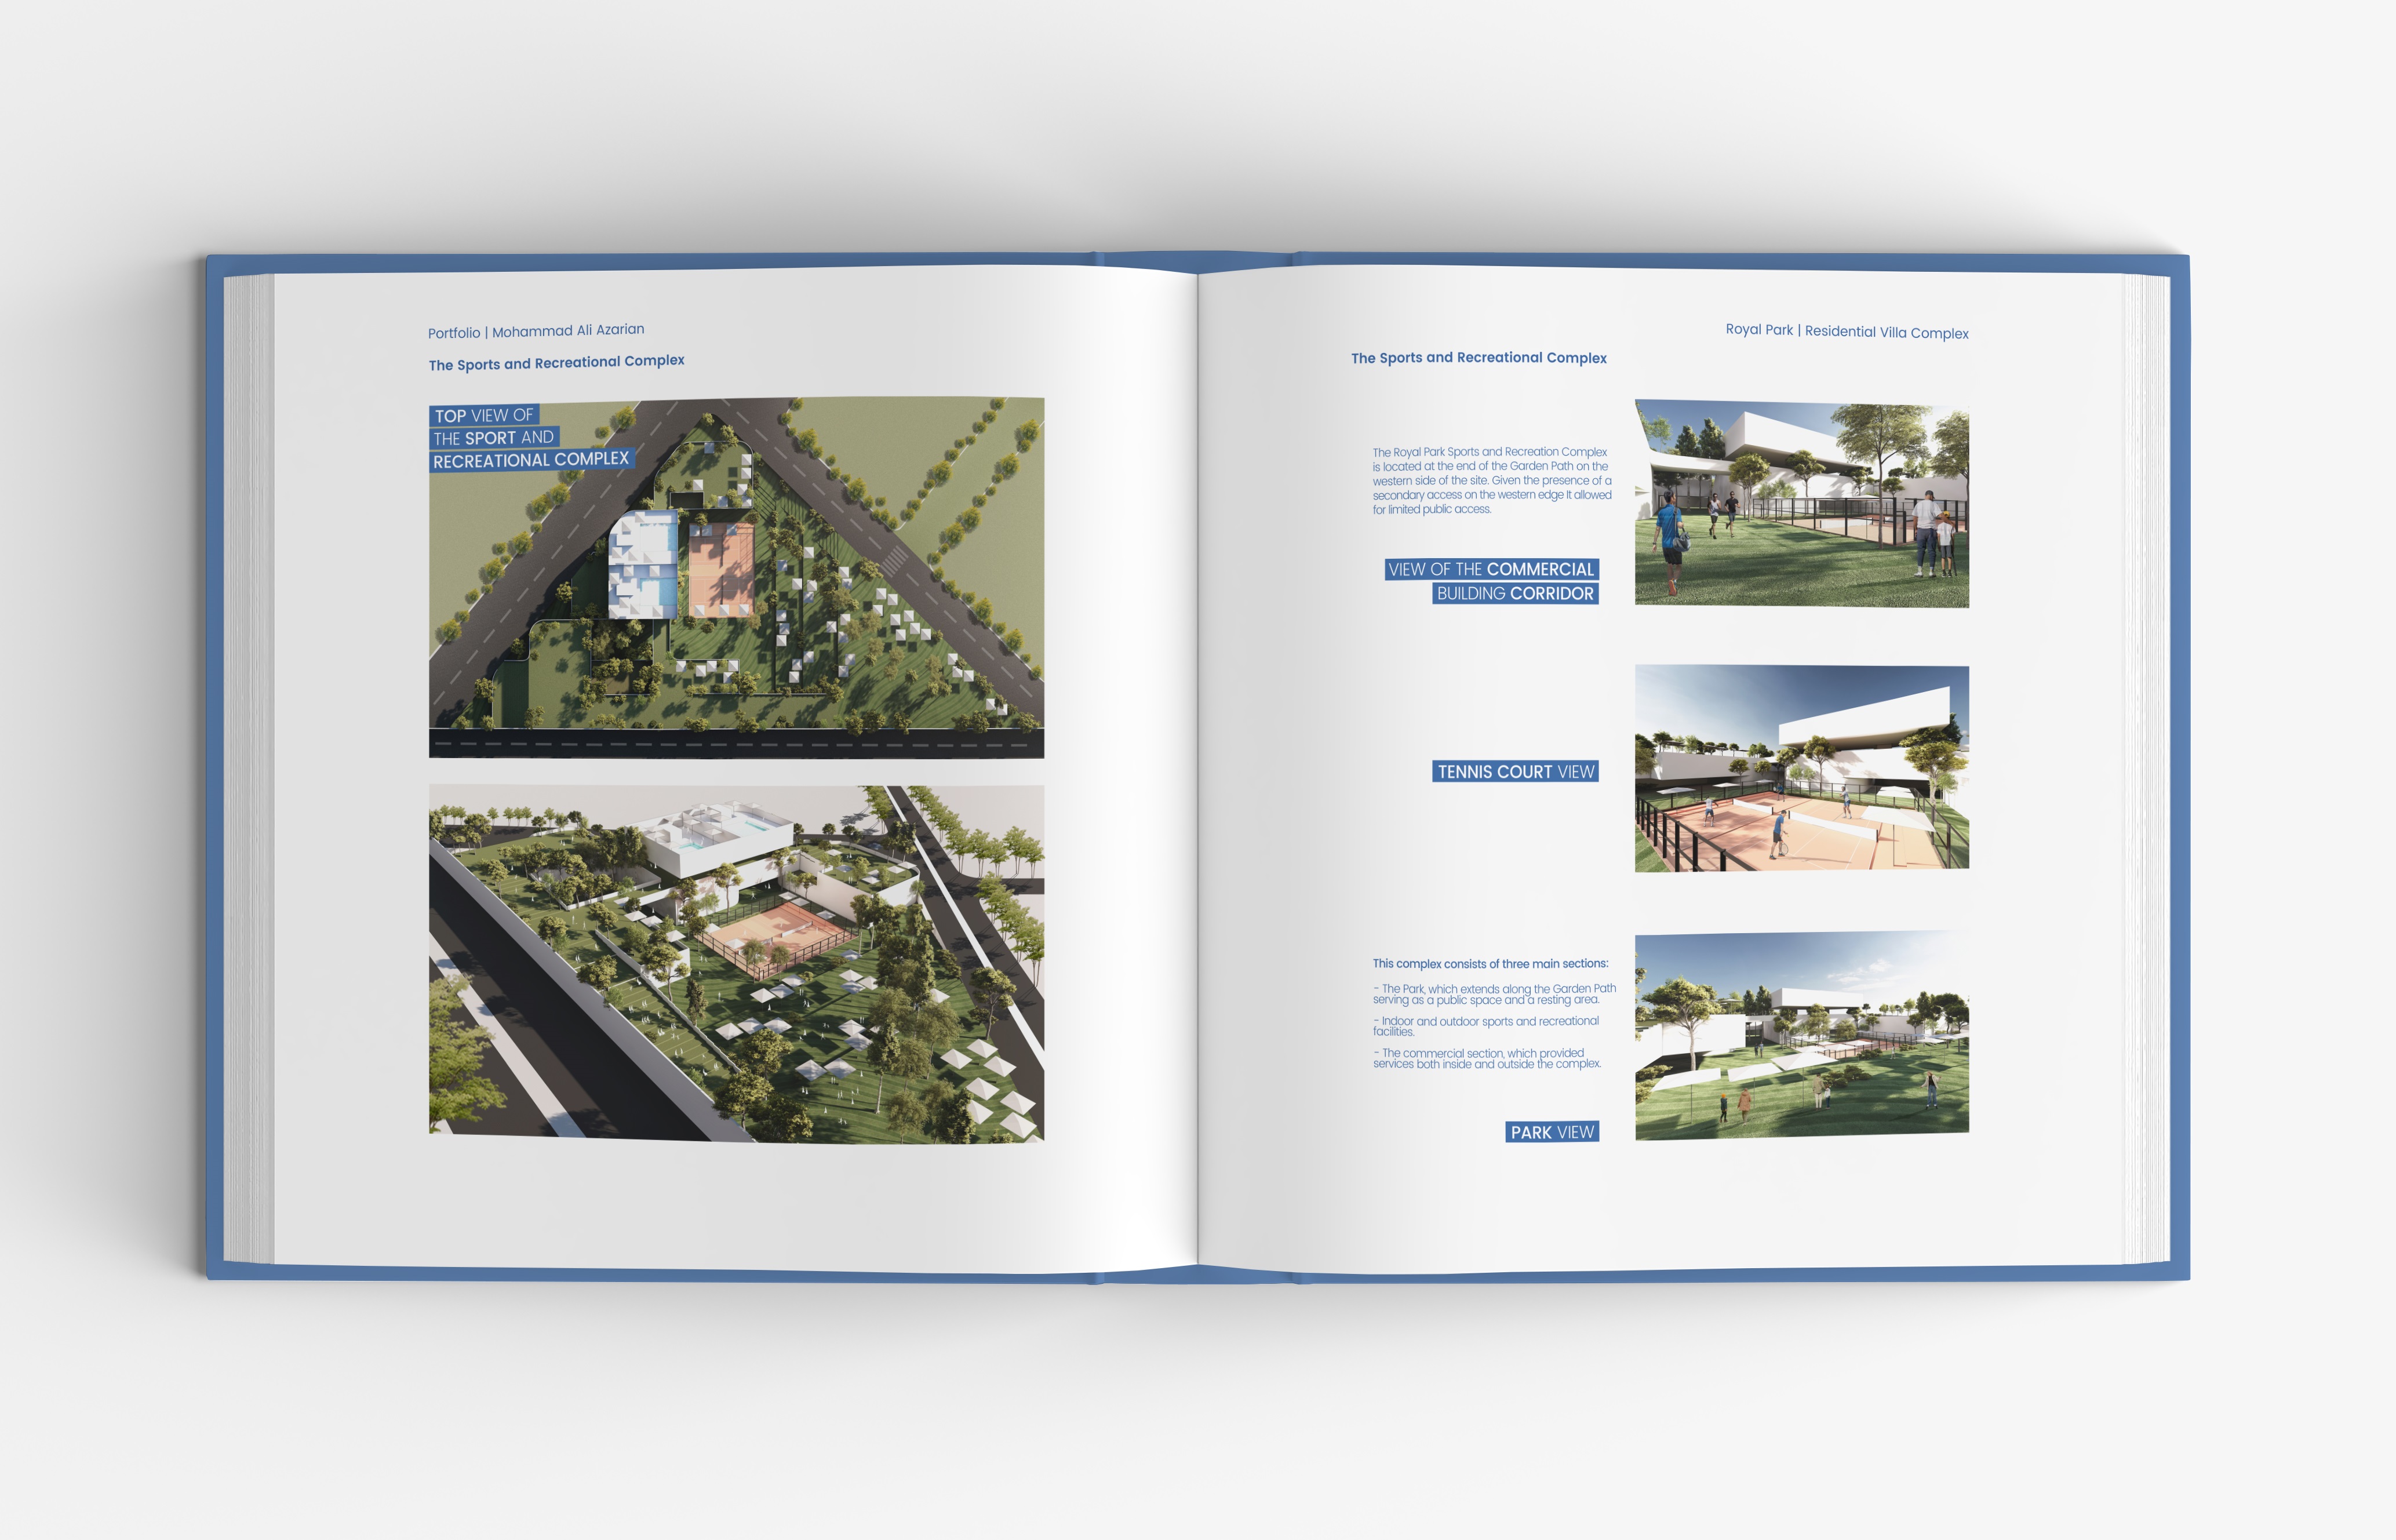 Portfolio | Mohammad Ali Azarian
The Sports and Recreational Complex
TOP VIEW OF
THE SPORT AND
RECREATIONAL COMPLEX
Royal Park | Residential Villa Complex
The Sports and Recreational Complex
The Royal Park Sports and Recreation Complex
is located at the end of the Garden Path on the
western side of the site. Given the presence of a
secondary access on the western edge It allowed
for limited public access.
VIEW OF THE COMMERCIAL
BUILDING CORRIDOR
TENNIS COURT VIEW
This complex consists of three main sections:
- The Park, which extends along the Garden Path
serving as a public space and a resting area.
- Indoor and outdoor sports and recreational
facilities.
- The commercial section, which provided
services both inside and outside the complex.
PARK VIEW